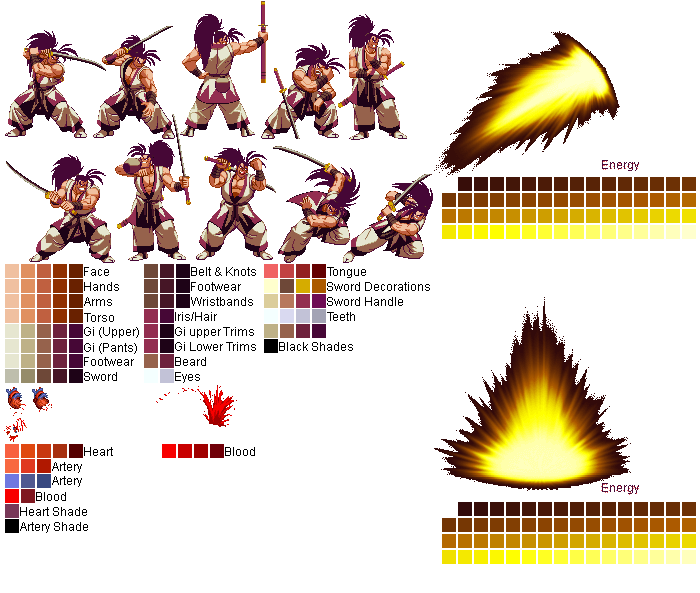 Energy
Face
Hands
Arms
Torso
Gi (Upper)
Gi (Pants)
Footwear
Sword
Belt & Knots
Footwear
Wristbands
Iris/Hair
Gi upper Trims
Gi Lower Trims
Beard
Eyes
Tongue
Sword Decorations
Sword Handle
Teeth
Black Shades
Heart
Artery
Artery
Blood
Heart Shade
Artery Shade
Blood
Energy